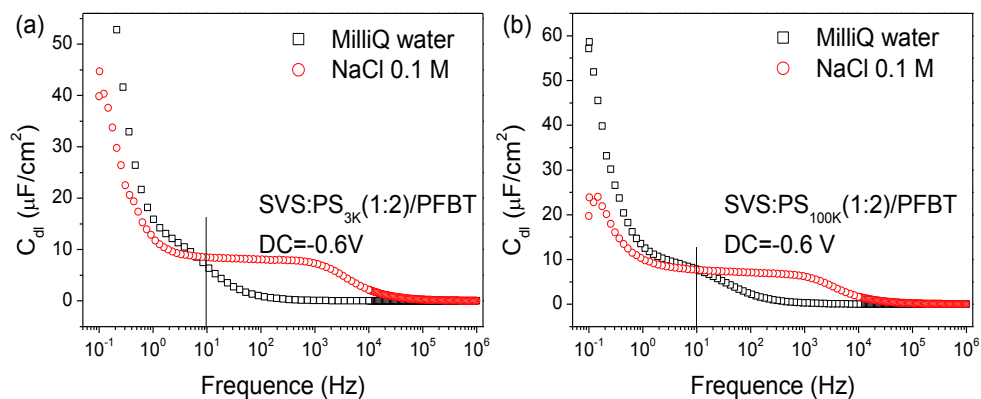 (a)
C_dl (μF/cm²)
50
40
30
20
10
0
□ MilliQ water
○ NaCl 0.1 M
SVS:PS_3K(1:2)/PFBT
DC=-0.6V
10⁻¹ 10⁰ 10¹ 10² 10³ 10⁴ 10⁵ 10⁶
Frequence (Hz)
(b)
C_dl (μF/cm²)
60
50
40
30
20
10
0
□ MilliQ water
○ NaCl 0.1 M
SVS:PS_100K(1:2)/PFBT
DC=-0.6 V
10⁻¹ 10⁰ 10¹ 10² 10³ 10⁴ 10⁵ 10⁶
Frequence (Hz)